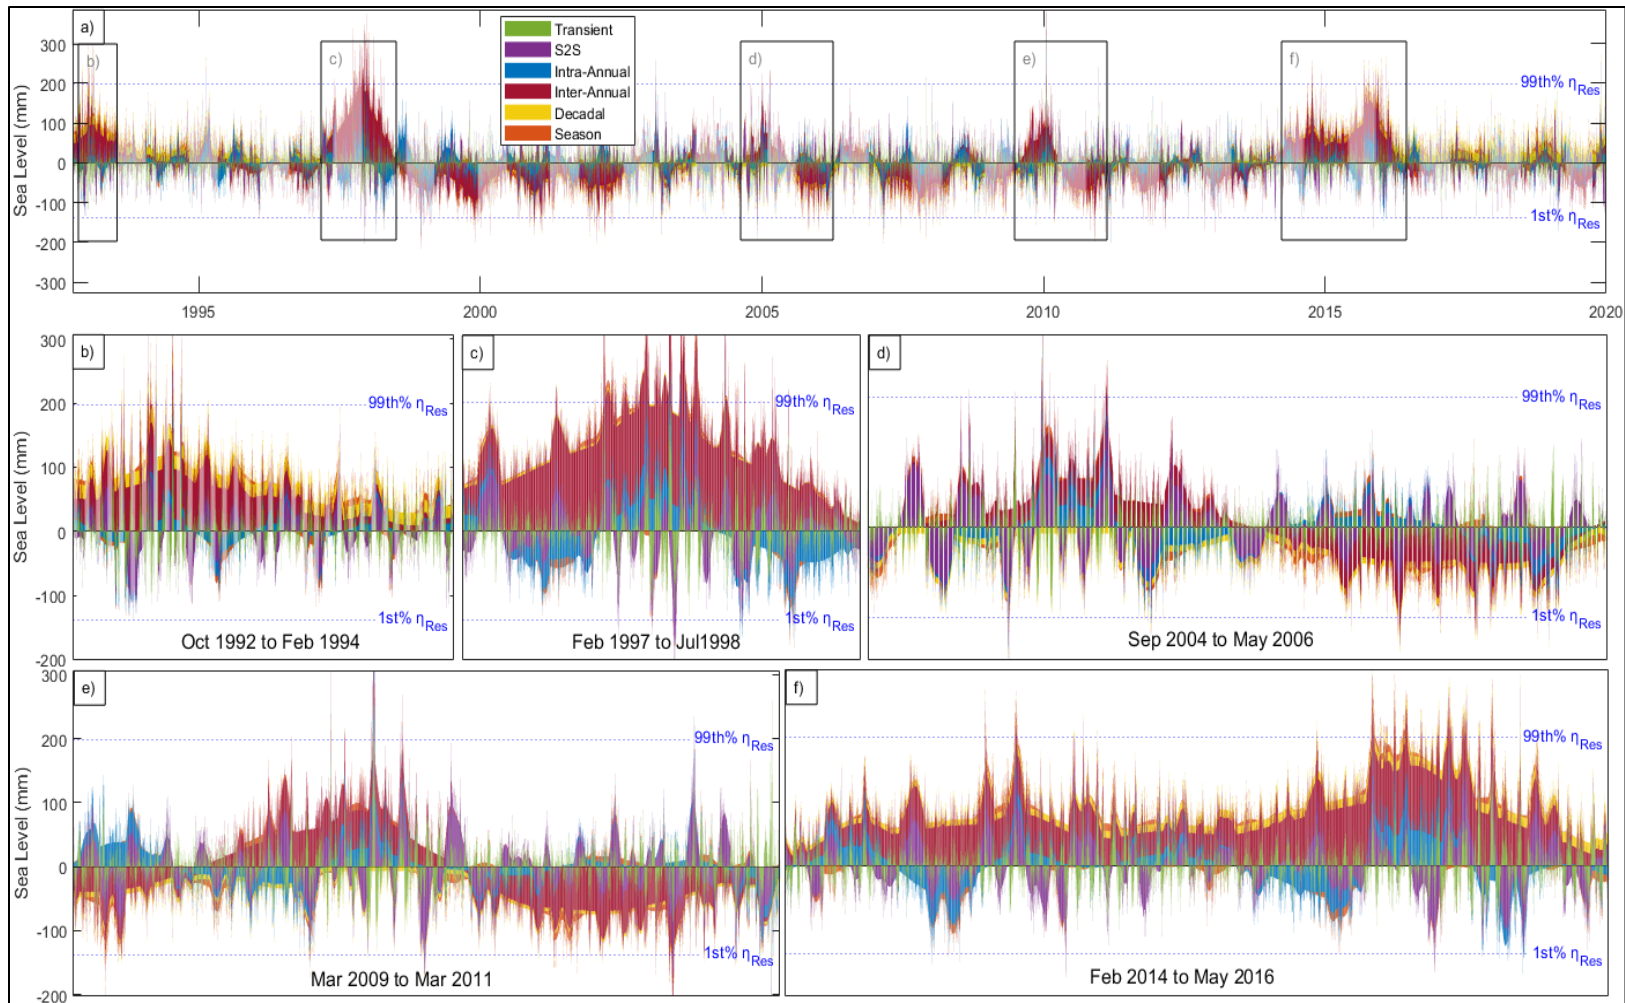 a)
b)
c)
d)
e)
f)
Transient
S2S
Intra-Annual
Inter-Annual
Decadal
Season
Sea Level (mm)
300
200
100
0
-100
-200
-300
99th% ηRes
1st% ηRes
1995
2000
2005
2010
2015
2020
b)
Sea Level (mm)
300
200
100
0
-100
-200
99th% ηRes
1st% ηRes
Oct 1992 to Feb 1994
c)
99th% ηRes
1st% ηRes
Feb 1997 to Jul1998
d)
99th% ηRes
1st% ηRes
Sep 2004 to May 2006
e)
Sea Level (mm)
300
200
100
0
-100
-200
99th% ηRes
1st% ηRes
Mar 2009 to Mar 2011
f)
99th% ηRes
1st% ηRes
Feb 2014 to May 2016